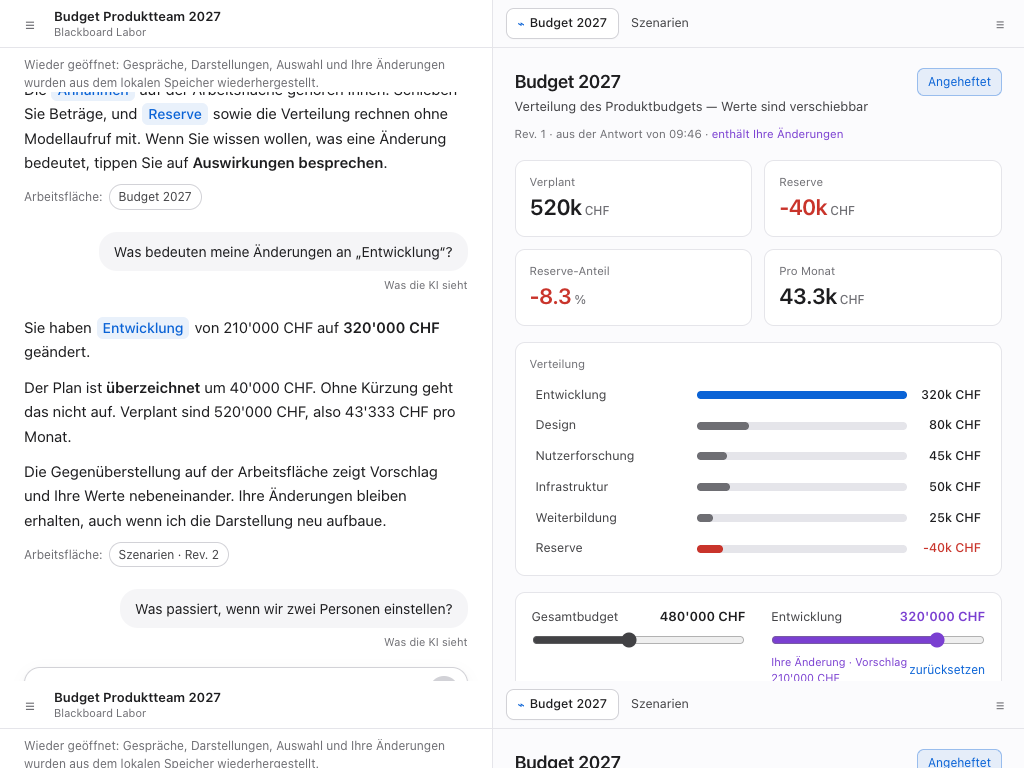 Budget Produktteam 2027
Blackboard Labor
Wieder geöffnet: Gespräche, Darstellungen, Auswahl und Ihre Änderungen
wurden aus dem lokalen Speicher wiederhergestellt.
Die Annahmen auf der Arbeitsfläche gehören Ihnen. Schieben
Sie Beträge, und Reserve sowie die Verteilung rechnen ohne
Modellaufruf mit. Wenn Sie wissen wollen, was eine Änderung
bedeutet, tippen Sie auf Auswirkungen besprechen.
Arbeitsfläche: Budget 2027
Was bedeuten meine Änderungen an „Entwicklung“?
Was die KI sieht
Sie haben Entwicklung von 210'000 CHF auf 320'000 CHF
geändert.
Der Plan ist überzeichnet um 40'000 CHF. Ohne Kürzung geht
das nicht auf. Verplant sind 520'000 CHF, also 43'333 CHF pro
Monat.
Die Gegenüberstellung auf der Arbeitsfläche zeigt Vorschlag
und Ihre Werte nebeneinander. Ihre Änderungen bleiben
erhalten, auch wenn ich die Darstellung neu aufbaue.
Arbeitsfläche: Szenarien · Rev. 2
Was passiert, wenn wir zwei Personen einstellen?
Was die KI sieht
Budget 2027 Szenarien
Budget 2027 Angeheftet
Verteilung des Produktbudgets — Werte sind verschiebbar
Rev. 1 · aus der Antwort von 09:46 · enthält Ihre Änderungen
Verplant
520k CHF
Reserve
-40k CHF
Reserve-Anteil
-8.3 %
Pro Monat
43.3k CHF
Verteilung
Entwicklung 320k CHF
Design 80k CHF
Nutzerforschung 45k CHF
Infrastruktur 50k CHF
Weiterbildung 25k CHF
Reserve -40k CHF
Gesamtbudget 480'000 CHF
Entwicklung 320'000 CHF
Ihre Änderung · Vorschlag
210'000 CHF
zurücksetzen
Budget Produktteam 2027
Blackboard Labor
Wieder geöffnet: Gespräche, Darstellungen, Auswahl und Ihre Änderungen
wurden aus dem lokalen Speicher wiederhergestellt.
Budget 2027 Szenarien
Budget 2027 Angeheftet